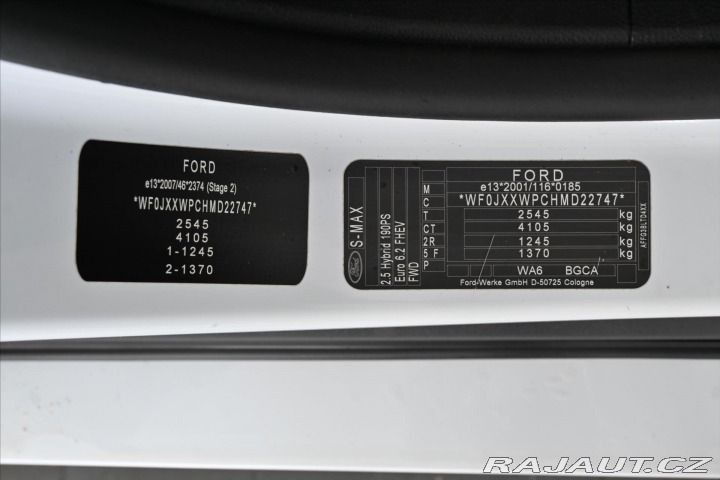 FORD
e13*2007/46*2374 (Stage 2)
*WF0JXXWPCHMD22747*
2545
4105
1-1245
2-1370
Ford
S-MAX
2.5 Hybrid 190PS
Euro 6.2 FHEV
FWD
FORD
M e13*2001/116*0185
C *WF0JXXWPCHMD22747*
T 2545 kg
CT 4105 kg
2R 1245 kg
5 F 1370 kg
P WA6 BGCA
Ford-Werke GmbH D-50725 Cologne
RAJAUT.CZ